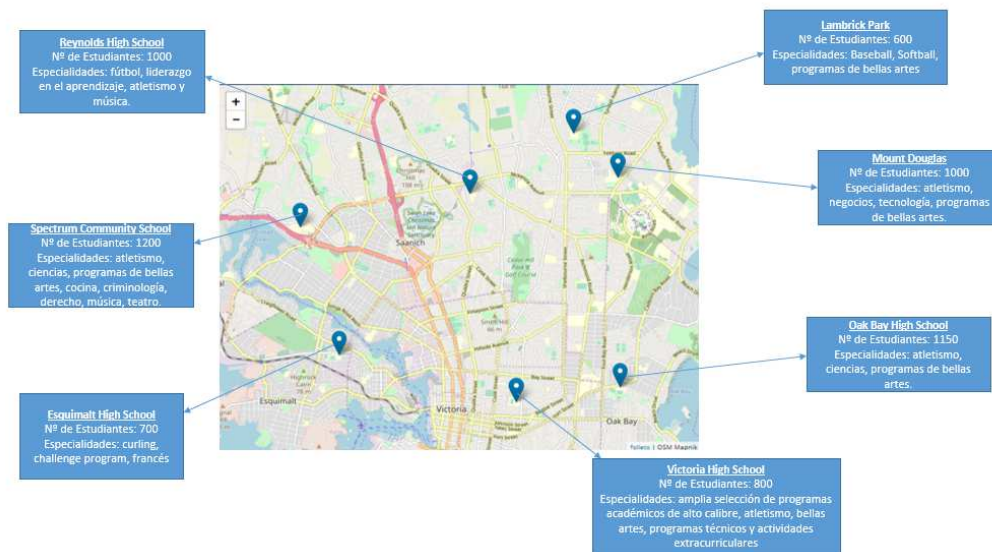 Reynolds High School
Nº de Estudiantes: 1000
Especialidades: fútbol, liderazgo
en el aprendizaje, atletismo y
música.
Lambrick Park
Nº de Estudiantes: 600
Especialidades: Baseball, Softball,
programas de bellas artes
Mount Douglas
Nº de Estudiantes: 1000
Especialidades: atletismo,
negocios, tecnología, programas
de bellas artes.
Spectrum Community School
Nº de Estudiantes: 1200
Especialidades: atletismo,
ciencias, programas de bellas
artes, cocina, criminología,
derecho, música, teatro.
Oak Bay High School
Nº de Estudiantes: 1150
Especialidades: atletismo,
ciencias, programas de bellas
artes.
Esquimalt High School
Nº de Estudiantes: 700
Especialidades: curling,
challenge program, francés
Victoria High School
Nº de Estudiantes: 800
Especialidades: amplia selección de programas
académicos de alto calibre, atletismo, bellas
artes, programas técnicos y actividades
extracurriculares
+
−
Saanich
Esquimalt
Victoria
Oak Bay
Bay Street